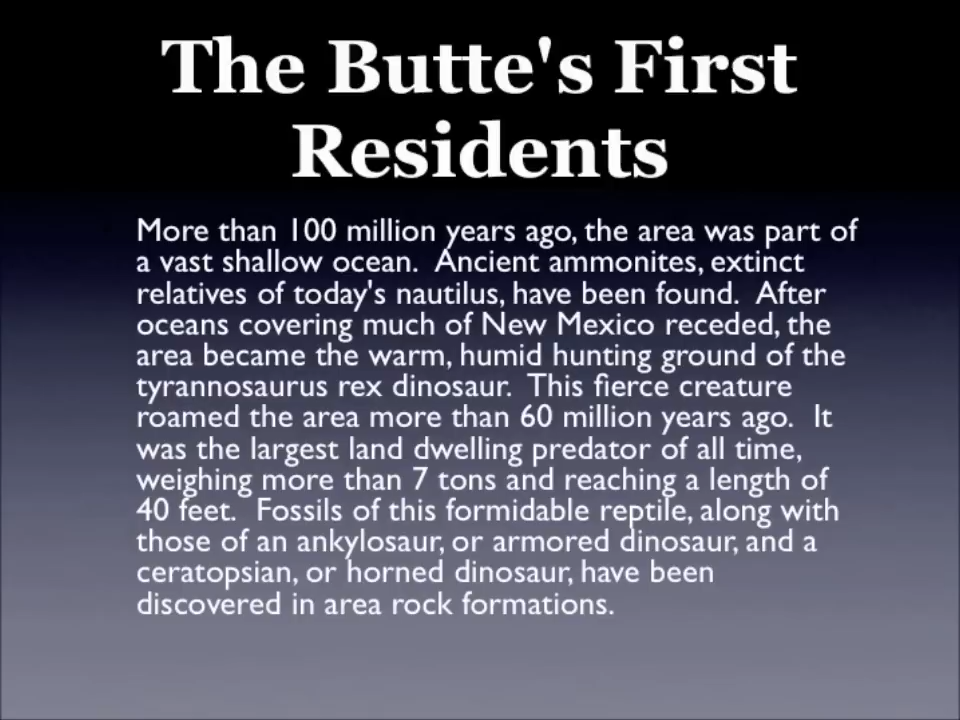 The Butte's First
Residents
More than 100 million years ago, the area was part of
a vast shallow ocean.  Ancient ammonites, extinct
relatives of today's nautilus, have been found.  After
oceans covering much of New Mexico receded, the
area became the warm, humid hunting ground of the
tyrannosaurus rex dinosaur.  This fierce creature
roamed the area more than 60 million years ago.  It
was the largest land dwelling predator of all time,
weighing more than 7 tons and reaching a length of
40 feet.  Fossils of this formidable reptile, along with
those of an ankylosaur, or armored dinosaur, and a
ceratopsian, or horned dinosaur, have been
discovered in area rock formations.